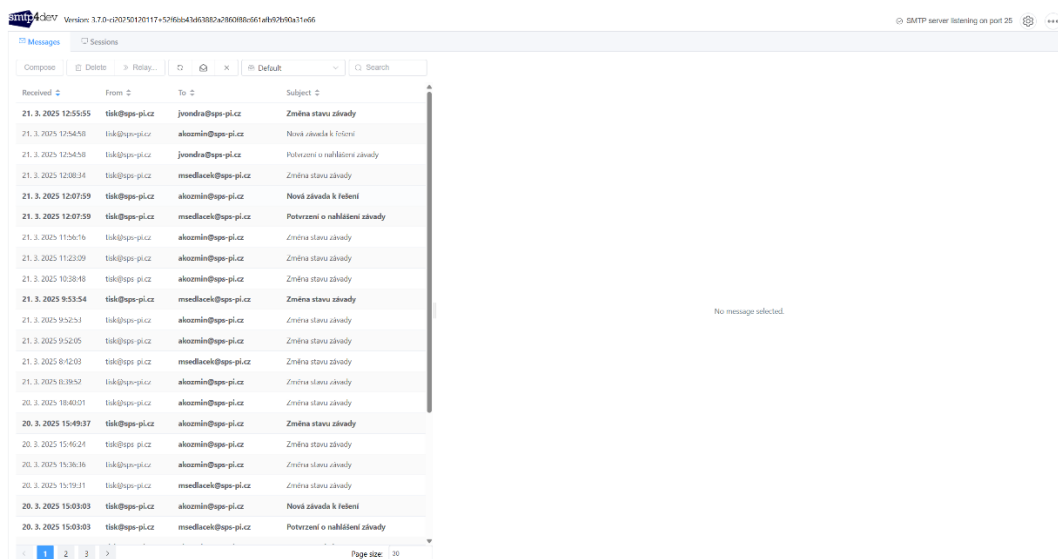 smtp4dev Version: 3.7.0-ci20250120117+52f6bb43d63882a2860f88c661afb92b90a31e66 SMTP server listening on port 25
Messages Sessions
Compose Delete Relay... Default Search
Received From To Subject
21. 3. 2025 12:55:55 tisk@sps-pi.cz jvondra@sps-pi.cz Změna stavu závady
21. 3. 2025 12:54:58 tisk@sps-pi.cz akozmin@sps-pi.cz Nová závada k řešení
21. 3. 2025 12:54:58 tisk@sps-pi.cz jvondra@sps-pi.cz Potvrzení o nahlášení závady
21. 3. 2025 12:08:34 tisk@sps-pi.cz msedlacek@sps-pi.cz Změna stavu závady
21. 3. 2025 12:07:59 tisk@sps-pi.cz akozmin@sps-pi.cz Nová závada k řešení
21. 3. 2025 12:07:59 tisk@sps-pi.cz msedlacek@sps-pi.cz Potvrzení o nahlášení závady
21. 3. 2025 11:56:16 tisk@sps-pi.cz akozmin@sps-pi.cz Změna stavu závady
21. 3. 2025 11:23:09 tisk@sps-pi.cz akozmin@sps-pi.cz Změna stavu závady
21. 3. 2025 10:38:48 tisk@sps-pi.cz akozmin@sps-pi.cz Změna stavu závady
21. 3. 2025 9:53:54 tisk@sps-pi.cz msedlacek@sps-pi.cz Změna stavu závady
21. 3. 2025 9:52:53 tisk@sps-pi.cz akozmin@sps-pi.cz Změna stavu závady
21. 3. 2025 9:52:05 tisk@sps-pi.cz akozmin@sps-pi.cz Změna stavu závady
21. 3. 2025 8:42:03 tisk@sps-pi.cz msedlacek@sps-pi.cz Změna stavu závady
21. 3. 2025 8:39:52 tisk@sps-pi.cz akozmin@sps-pi.cz Změna stavu závady
20. 3. 2025 18:40:01 tisk@sps-pi.cz akozmin@sps-pi.cz Změna stavu závady
20. 3. 2025 15:49:37 tisk@sps-pi.cz akozmin@sps-pi.cz Změna stavu závady
20. 3. 2025 15:46:24 tisk@sps-pi.cz akozmin@sps-pi.cz Změna stavu závady
20. 3. 2025 15:36:36 tisk@sps-pi.cz akozmin@sps-pi.cz Změna stavu závady
20. 3. 2025 15:19:31 tisk@sps-pi.cz msedlacek@sps-pi.cz Změna stavu závady
20. 3. 2025 15:03:03 tisk@sps-pi.cz akozmin@sps-pi.cz Nová závada k řešení
20. 3. 2025 15:03:03 tisk@sps-pi.cz msedlacek@sps-pi.cz Potvrzení o nahlášení závady
1 2 3 Page size: 30
No message selected.